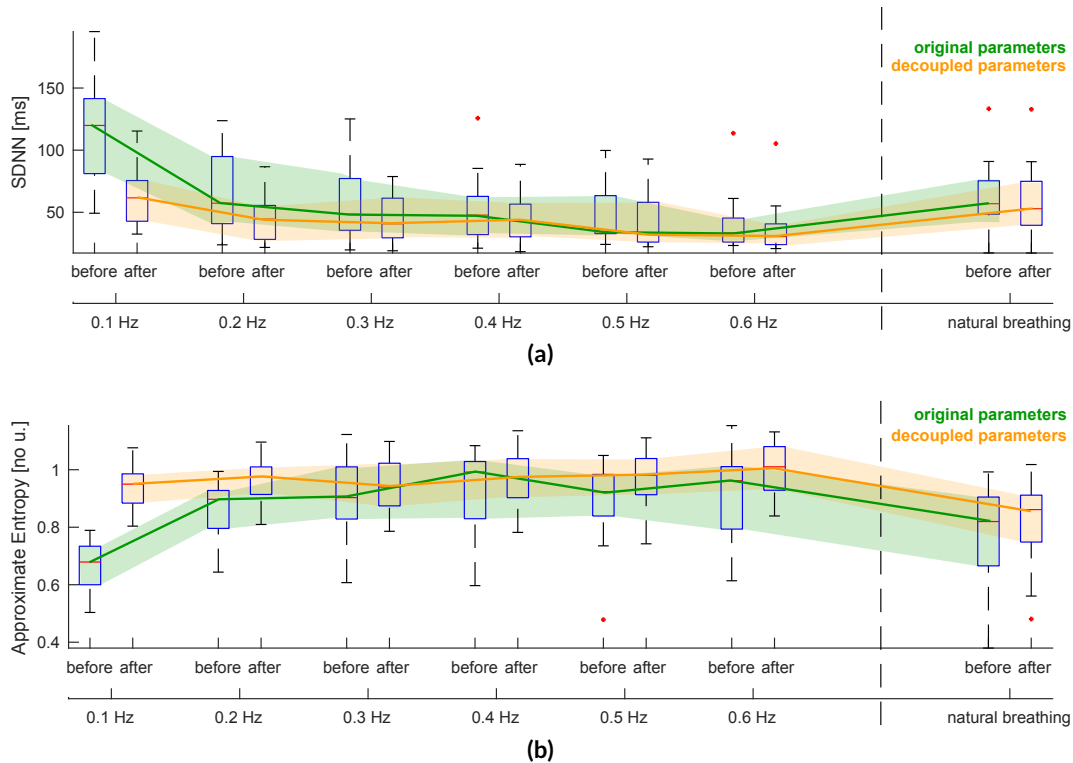 original parameters
decoupled parameters
SDNN [ms]
150
100
50
before after before after before after before after before after before after before after
0.1 Hz 0.2 Hz 0.3 Hz 0.4 Hz 0.5 Hz 0.6 Hz natural breathing
(a)
original parameters
decoupled parameters
Approximate Entropy [no u.]
1
0.8
0.6
0.4
before after before after before after before after before after before after before after
0.1 Hz 0.2 Hz 0.3 Hz 0.4 Hz 0.5 Hz 0.6 Hz natural breathing
(b)